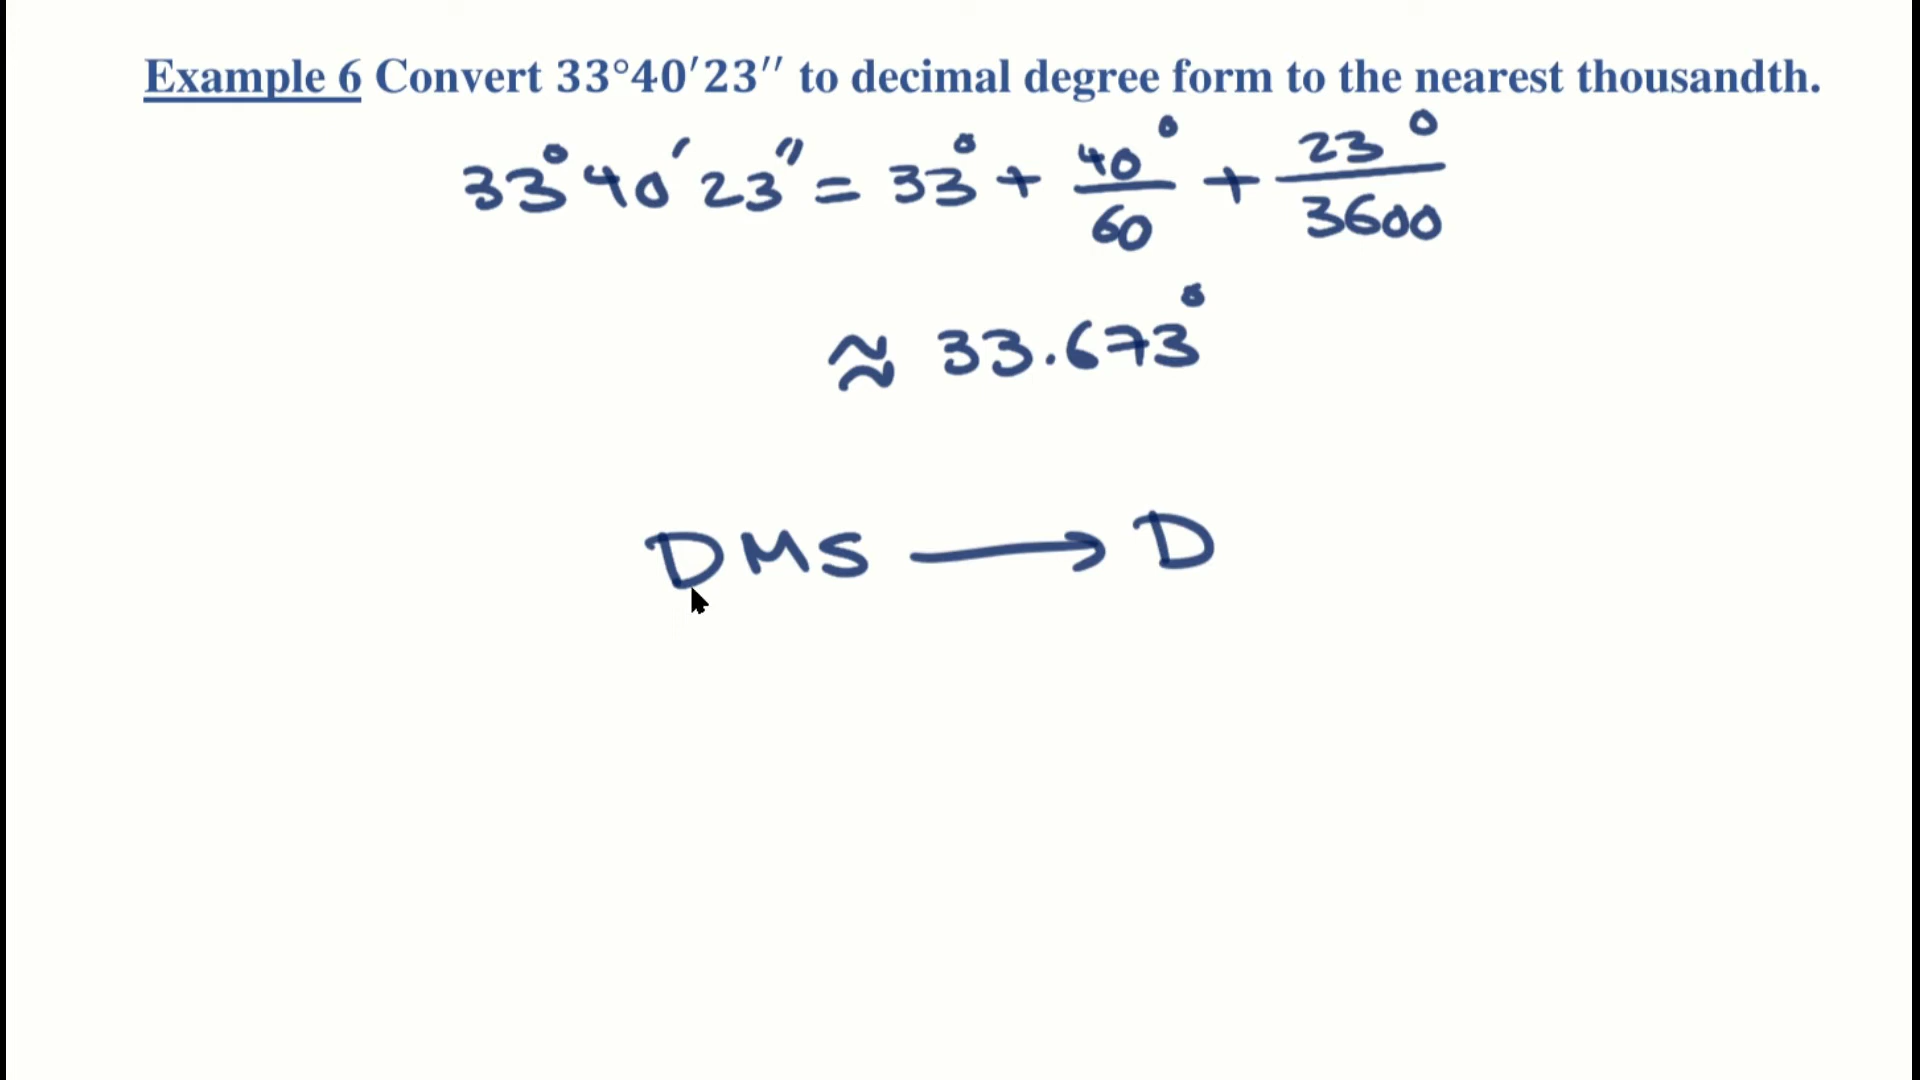 Example 6 Convert 33°40′23″ to decimal degree form to the nearest thousandth.
33°40′23″ = 33° + 40°/60 + 23°/3600
≈ 33.673°
DMS → D